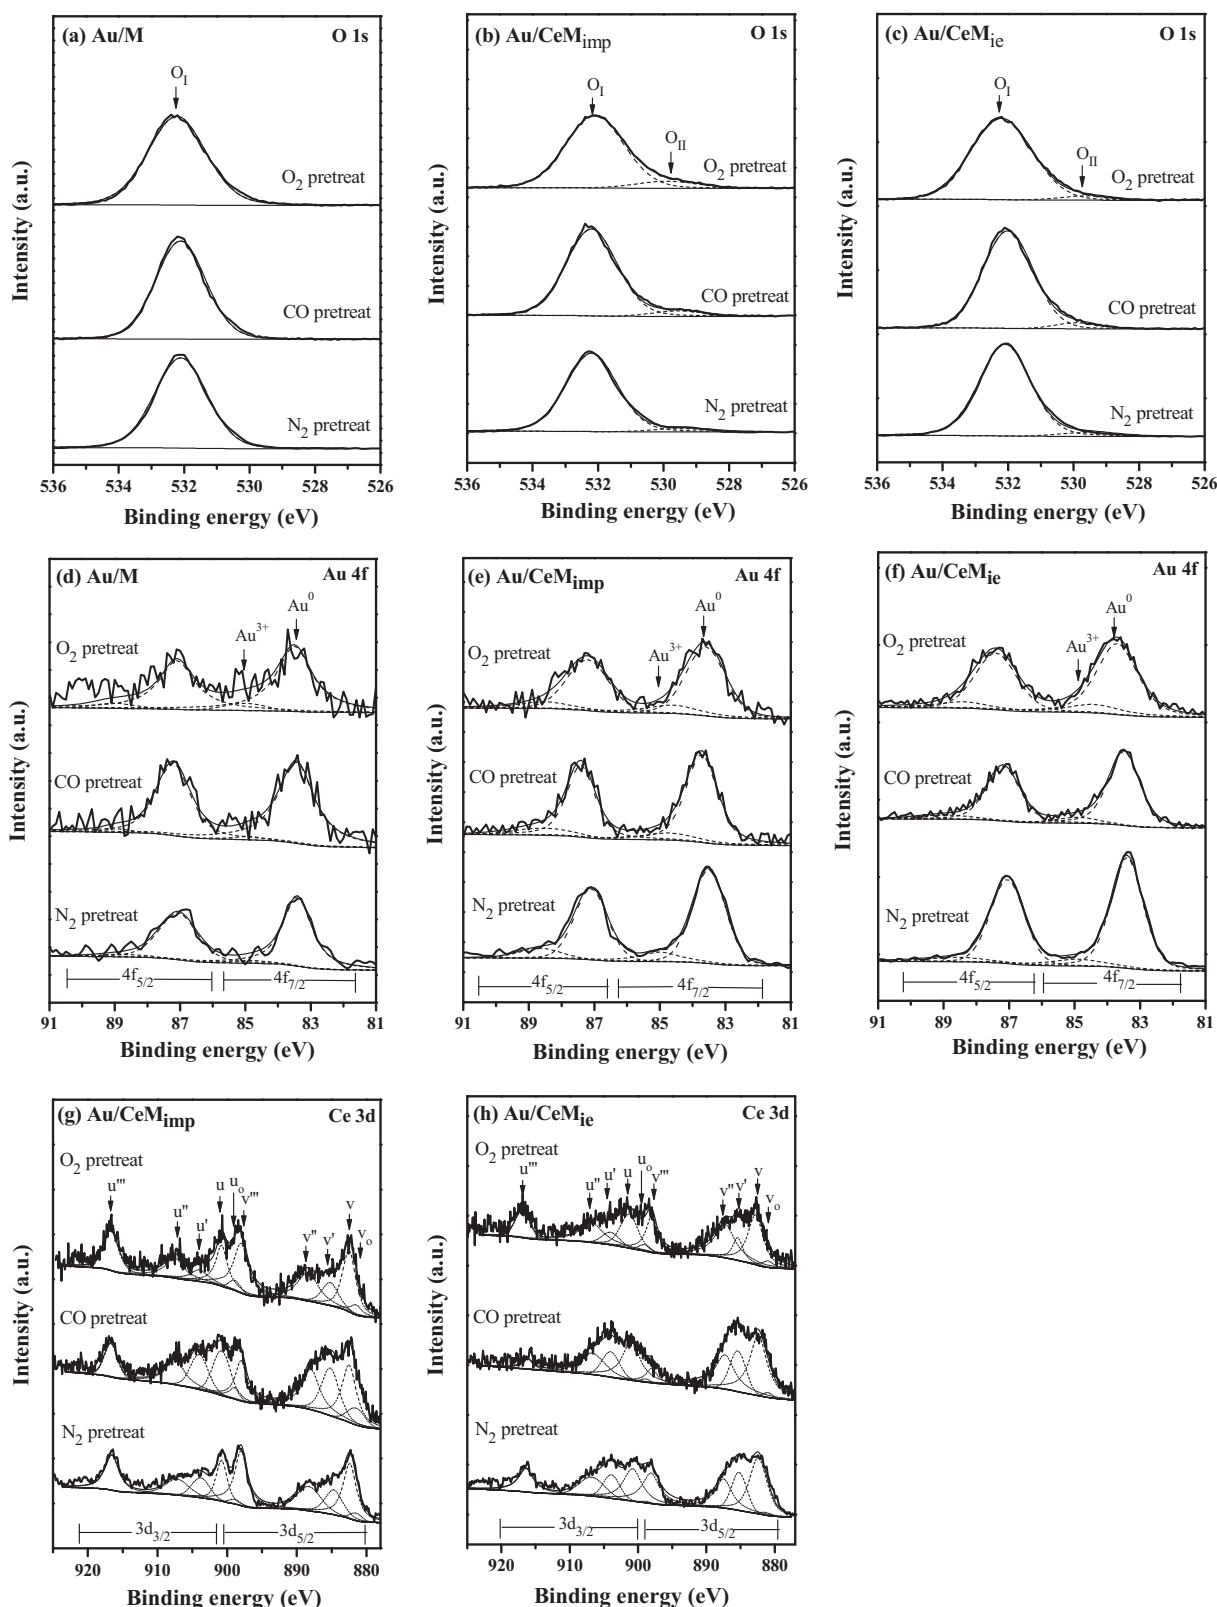 (a) Au/M O 1s
O_I
O_2 pretreat
CO pretreat
N_2 pretreat
Intensity (a.u.)
536 534 532 530 528 526
Binding energy (eV)
(b) Au/CeM_imp O 1s
O_I
O_II
O_2 pretreat
CO pretreat
N_2 pretreat
Intensity (a.u.)
536 534 532 530 528 526
Binding energy (eV)
(c) Au/CeM_ie O 1s
O_I
O_II
O_2 pretreat
CO pretreat
N_2 pretreat
Intensity (a.u.)
536 534 532 530 528 526
Binding energy (eV)
(d) Au/M Au 4f
Au^0
Au^3+
O_2 pretreat
CO pretreat
N_2 pretreat
4f_5/2 4f_7/2
Intensity (a.u.)
91 89 87 85 83 81
Binding energy (eV)
(e) Au/CeM_imp Au 4f
Au^0
Au^3+
O_2 pretreat
CO pretreat
N_2 pretreat
4f_5/2 4f_7/2
Intensity (a.u.)
91 89 87 85 83 81
Binding energy (eV)
(f) Au/CeM_ie Au 4f
Au^0
Au^3+
O_2 pretreat
CO pretreat
N_2 pretreat
4f_5/2 4f_7/2
Intensity (a.u.)
91 89 87 85 83 81
Binding energy (eV)
(g) Au/CeM_imp Ce 3d
O_2 pretreat
u''' u'' u' u u_o v''' v'' v' v v_o
CO pretreat
N_2 pretreat
3d_3/2 3d_5/2
Intensity (a.u.)
920 910 900 890 880
Binding energy (eV)
(h) Au/CeM_ie Ce 3d
O_2 pretreat
u''' u'' u' u u_o v''' v'' v' v v_o
CO pretreat
N_2 pretreat
3d_3/2 3d_5/2
Intensity (a.u.)
920 910 900 890 880
Binding energy (eV)